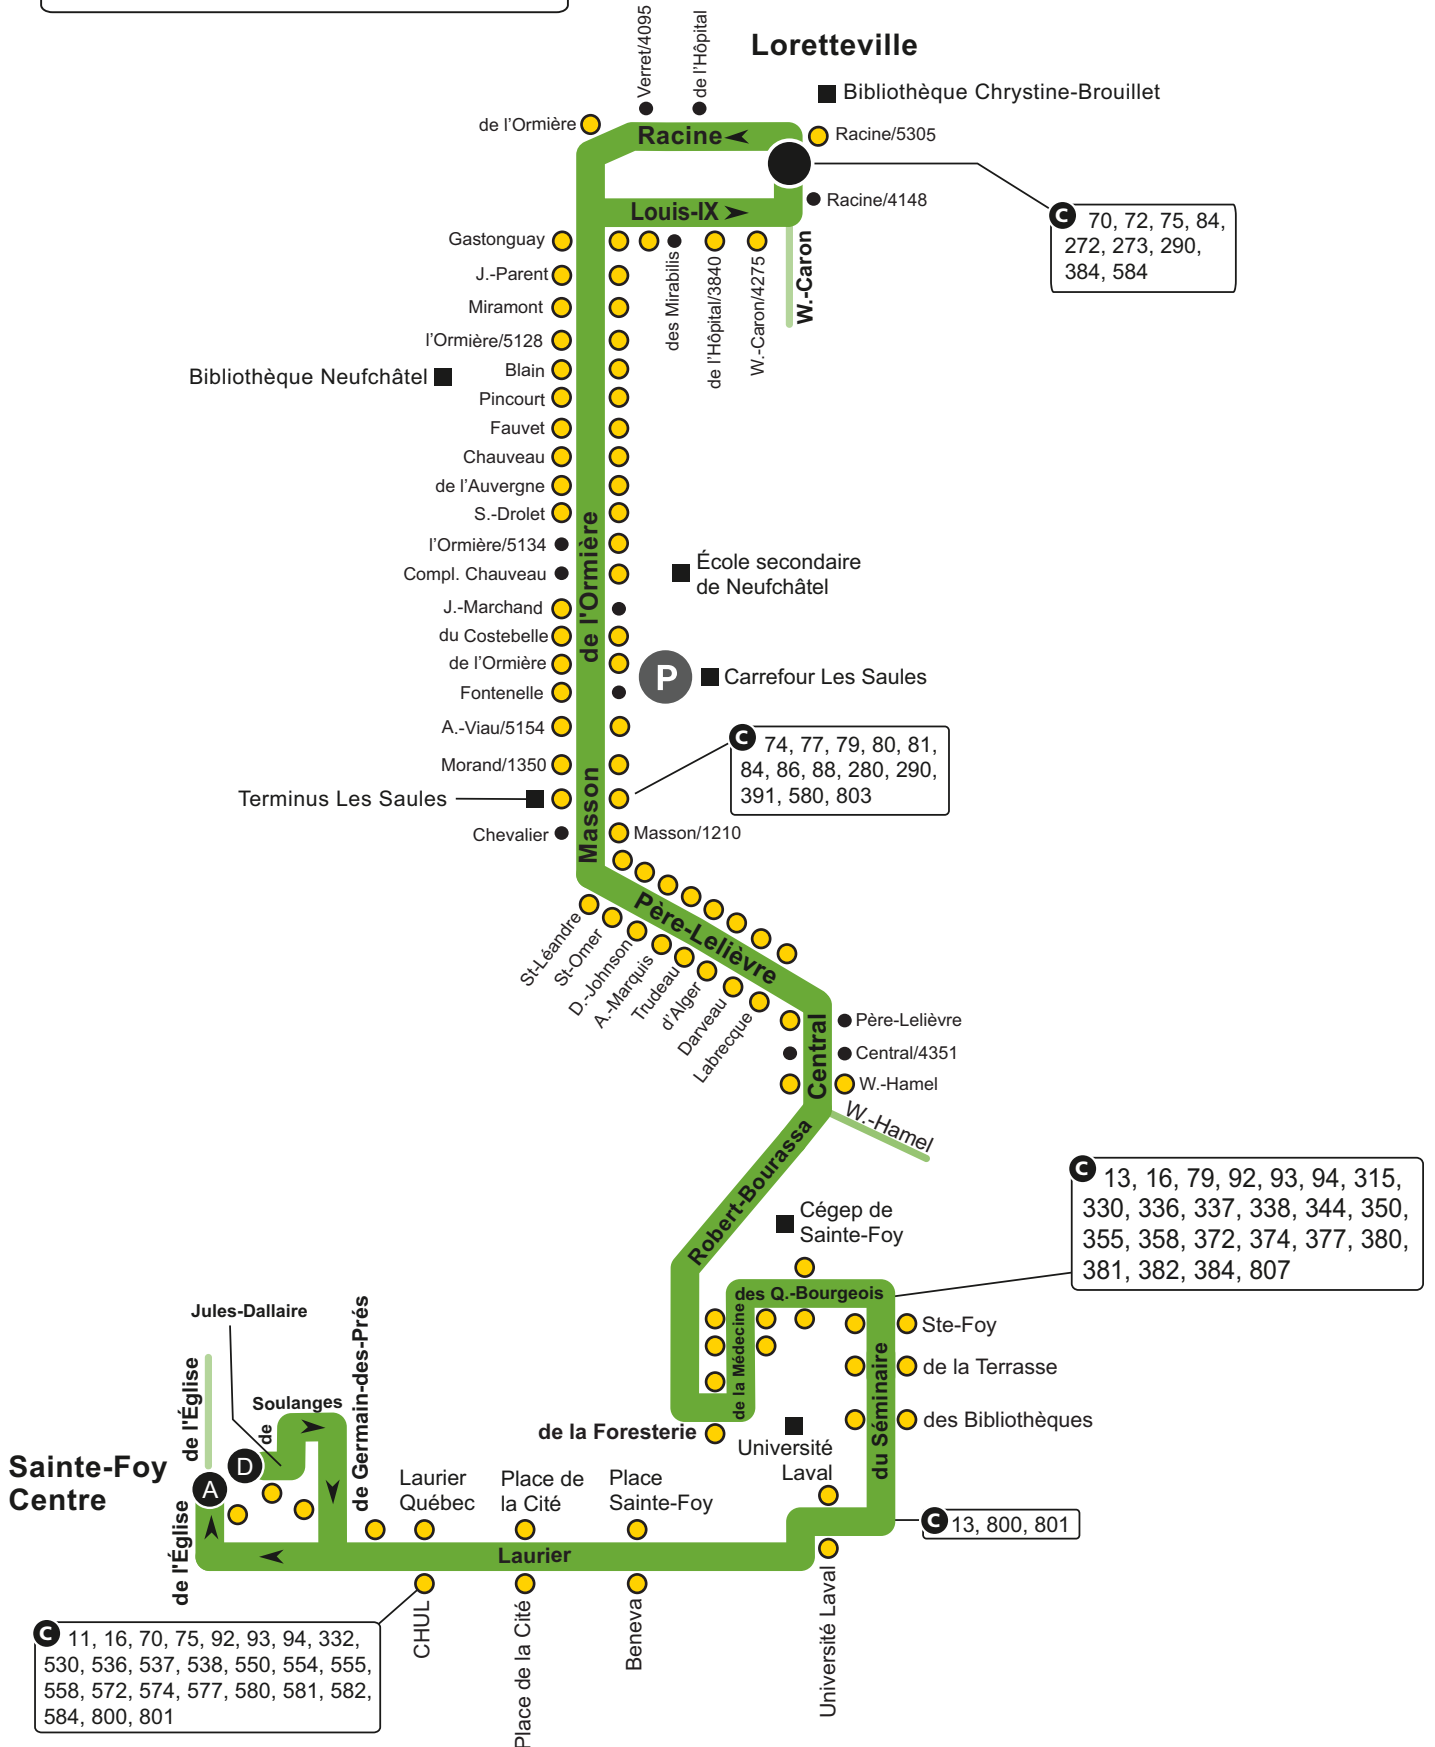 Verret/4095
de l'Hôpital
Loretteville
Bibliothèque Chrystine-Brouillet
de l'Ormière
Racine
Racine/5305
Racine/4148
C 70, 72, 75, 84,
272, 273, 290,
384, 584
Louis-IX
Gastonguay
des Mirabilis
de l'Hôpital/3840
W.-Caron/4275
W.-Caron
J.-Parent
Miramont
l'Ormière/5128
Blain
Bibliothèque Neufchâtel
Pincourt
Fauvet
Chauveau
de l'Auvergne
S.-Drolet
l'Ormière/5134
Compl. Chauveau
J.-Marchand
du Costebelle
de l'Ormière
Fontenelle
A.-Viau/5154
Morand/1350
Terminus Les Saules
Chevalier
de l'Ormière
École secondaire
de Neufchâtel
P
Carrefour Les Saules
C 74, 77, 79, 80, 81,
84, 86, 88, 280, 290,
391, 580, 803
Masson
Masson/1210
Père-Lelièvre
St-Léandre
St-Omer
D.-Johnson
A.-Marquis
Trudeau
d'Alger
Darveau
Labrecque
Central
Père-Lelièvre
Central/4351
W.-Hamel
W.-Hamel
Robert-Bourassa
Cégep de
Sainte-Foy
C 13, 16, 79, 92, 93, 94, 315,
330, 336, 337, 338, 344, 350,
355, 358, 372, 374, 377, 380,
381, 382, 384, 807
des Q.-Bourgeois
de la Médecine
Ste-Foy
de la Terrasse
des Bibliothèques
du Séminaire
de la Foresterie
Université
Laval
Jules-Dallaire
de l'Église
de
Soulanges
de Germain-des-Prés
Sainte-Foy
Centre
D
A
de l'Église
Laurier
Québec
Place de
la Cité
Place
Sainte-Foy
C 13, 800, 801
Laurier
CHUL
Place de la Cité
Beneva
Université Laval
C 11, 16, 70, 75, 92, 93, 94, 332,
530, 536, 537, 538, 550, 554, 555,
558, 572, 574, 577, 580, 581, 582,
584, 800, 801